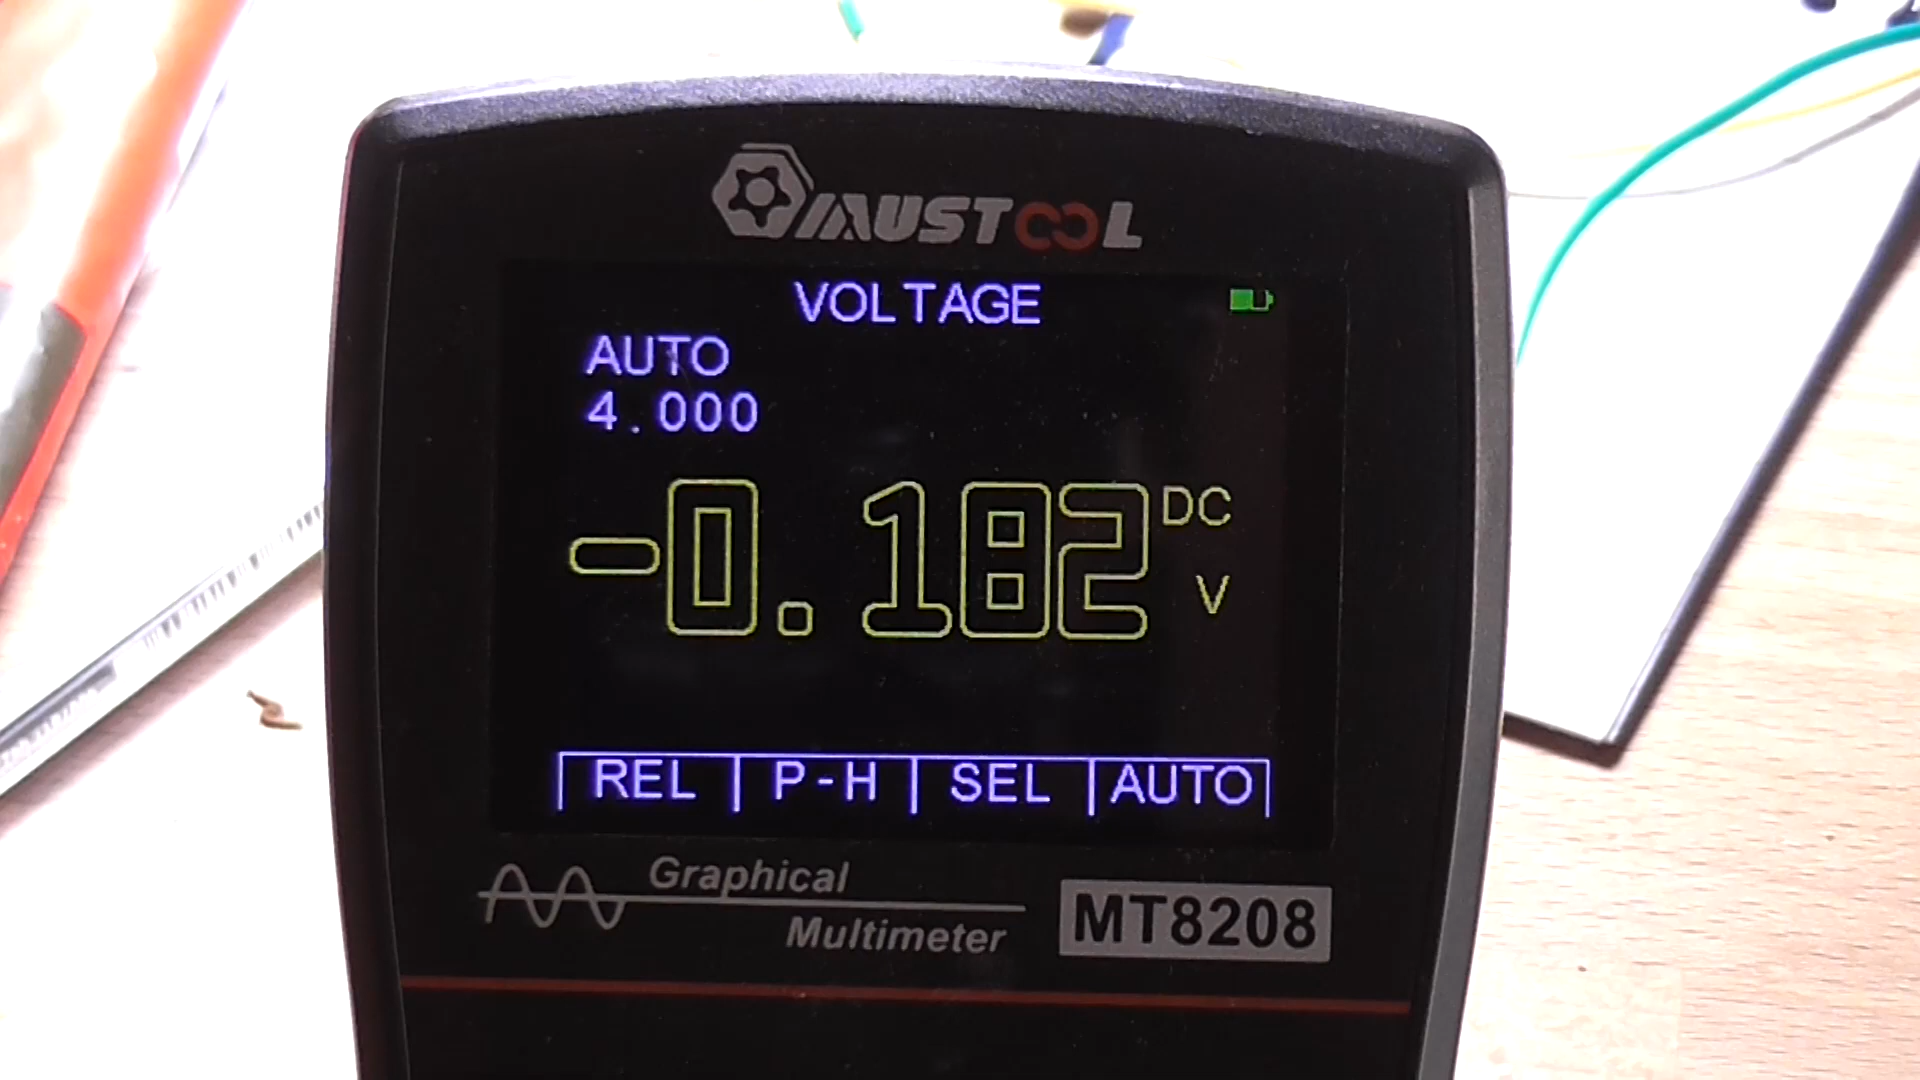 MUSTOOL
VOLTAGE
AUTO
4.000
-0.182 DC V
REL P-H SEL AUTO
Graphical
Multimeter
MT8208